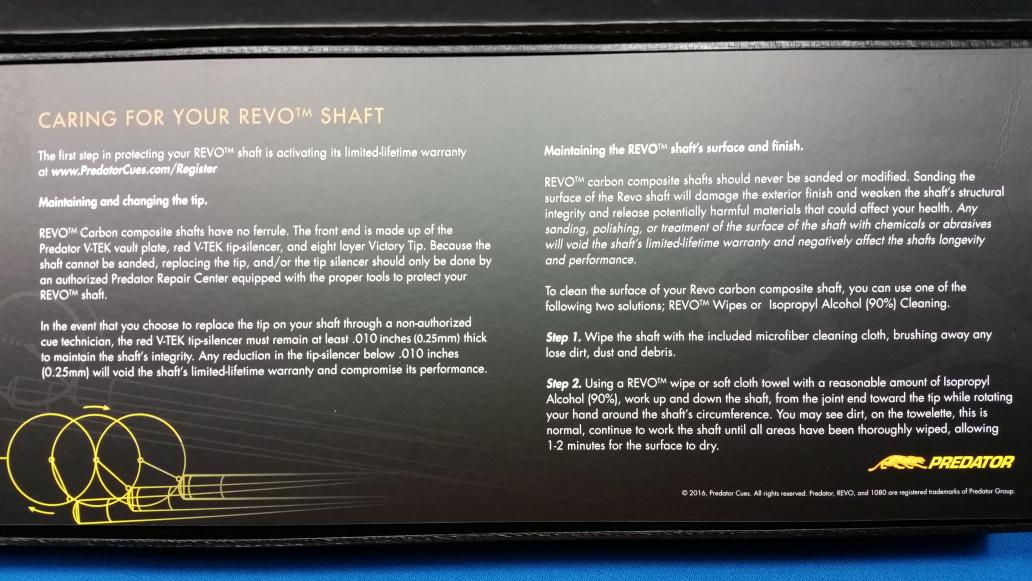 CARING FOR YOUR REVO™ SHAFT
The first step in protecting your REVO™ shaft is activating its limited-lifetime warranty
at www.PredatorCues.com/Register
Maintaining and changing the tip.
REVO™ Carbon composite shafts have no ferrule. The front end is made up of the
Predator V-TEK vault plate, red V-TEK tip-silencer, and eight layer Victory Tip. Because the
shaft cannot be sanded, replacing the tip, and/or the tip silencer should only be done by
an authorized Predator Repair Center equipped with the proper tools to protect your
REVO™ shaft.
In the event that you choose to replace the tip on your shaft through a non-authorized
cue technician, the red V-TEK tip-silencer must remain at least .010 inches (0.25mm) thick
to maintain the shaft's integrity. Any reduction in the tip-silencer below .010 inches
(0.25mm) will void the shaft's limited-lifetime warranty and compromise its performance.
Maintaining the REVO™ shaft's surface and finish.
REVO™ carbon composite shafts should never be sanded or modified. Sanding the
surface of the Revo shaft will damage the exterior finish and weaken the shaft's structural
integrity and release potentially harmful materials that could affect your health. Any
sanding, polishing, or treatment of the surface of the shaft with chemicals or abrasives
will void the shaft's limited-lifetime warranty and negatively affect the shafts longevity
and performance.
To clean the surface of your Revo carbon composite shaft, you can use one of the
following two solutions; REVO™ Wipes or Isopropyl Alcohol (90%) Cleaning.
Step 1. Wipe the shaft with the included microfiber cleaning cloth, brushing away any
lose dirt, dust and debris.
Step 2. Using a REVO™ wipe or soft cloth towel with a reasonable amount of Isopropyl
Alcohol (90%), work up and down the shaft, from the joint end toward the tip while rotating
your hand around the shaft's circumference. You may see dirt, on the towelette, this is
normal, continue to work the shaft until all areas have been thoroughly wiped, allowing
1-2 minutes for the surface to dry.
PREDATOR
© 2016, Predator Cues. All rights reserved. Predator, REVO, and 1080 are registered trademarks of Predator Group.